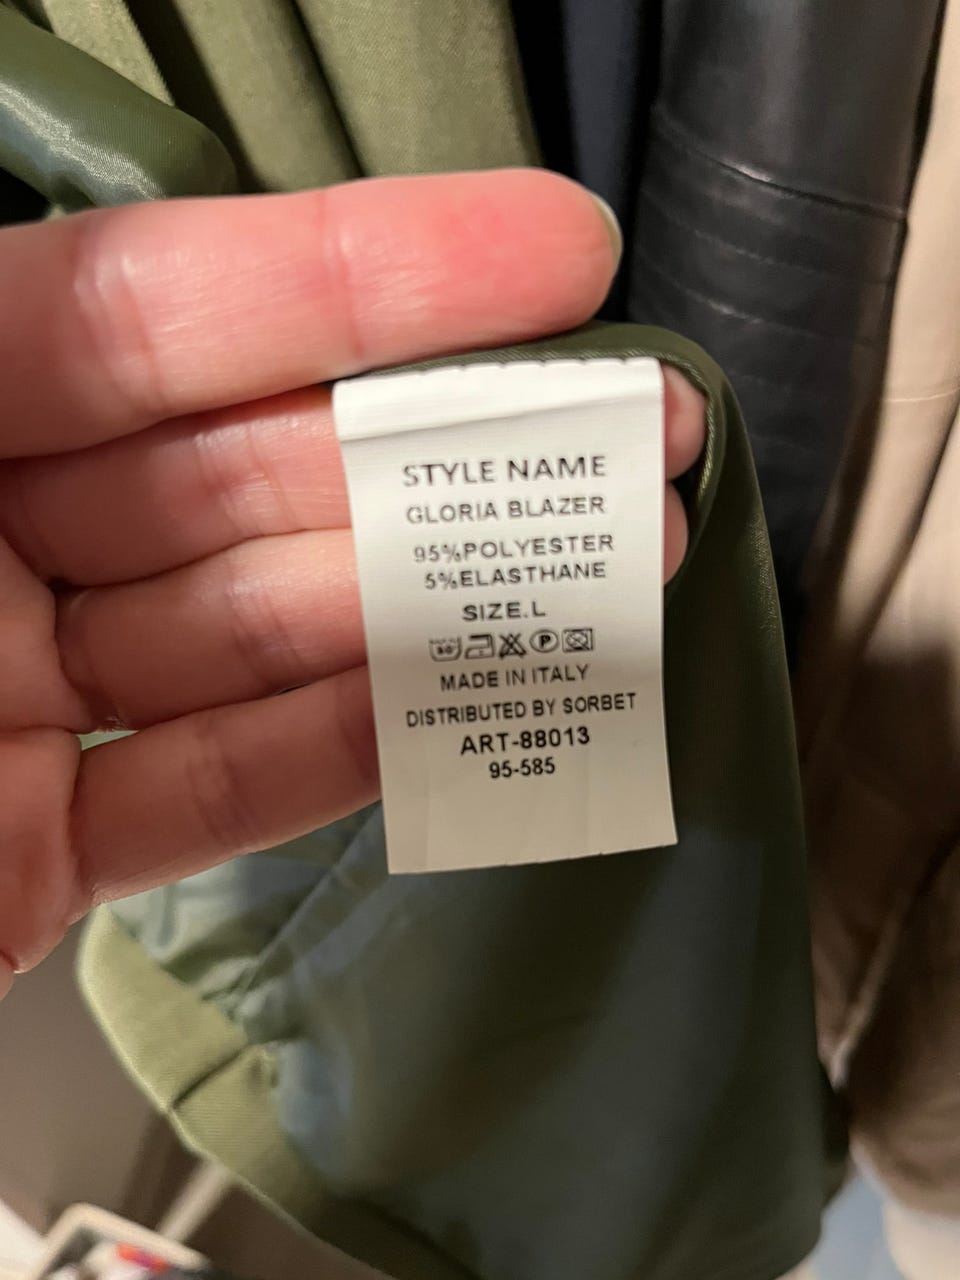 STYLE NAME
GLORIA BLAZER
95%POLYESTER
5%ELASTHANE
SIZE.L
30° P
MADE IN ITALY
DISTRIBUTED BY SORBET
ART-88013
95-585